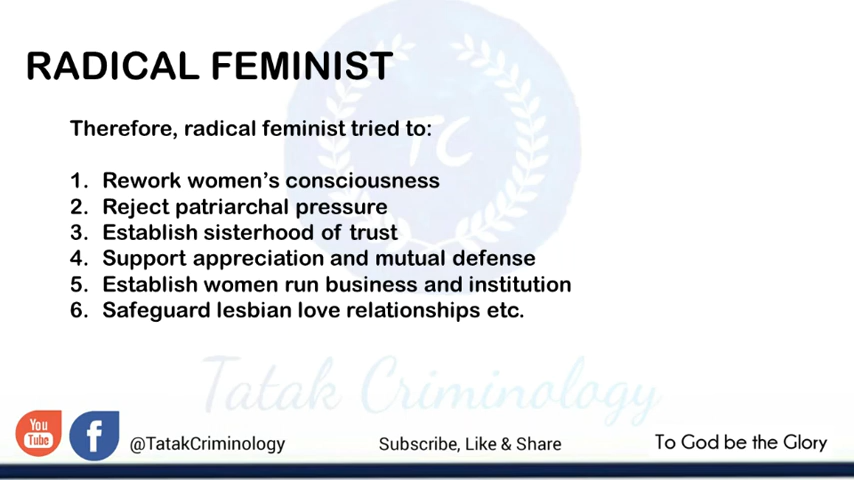 RADICAL FEMINIST
Therefore, radical feminist tried to:
1. Rework women's consciousness
2. Reject patriarchal pressure
3. Establish sisterhood of trust
4. Support appreciation and mutual defense
5. Establish women run business and institution
6. Safeguard lesbian love relationships etc.
TC
Tatak Criminology
You
Tube
f
@TatakCriminology
Subscribe, Like & Share
To God be the Glory